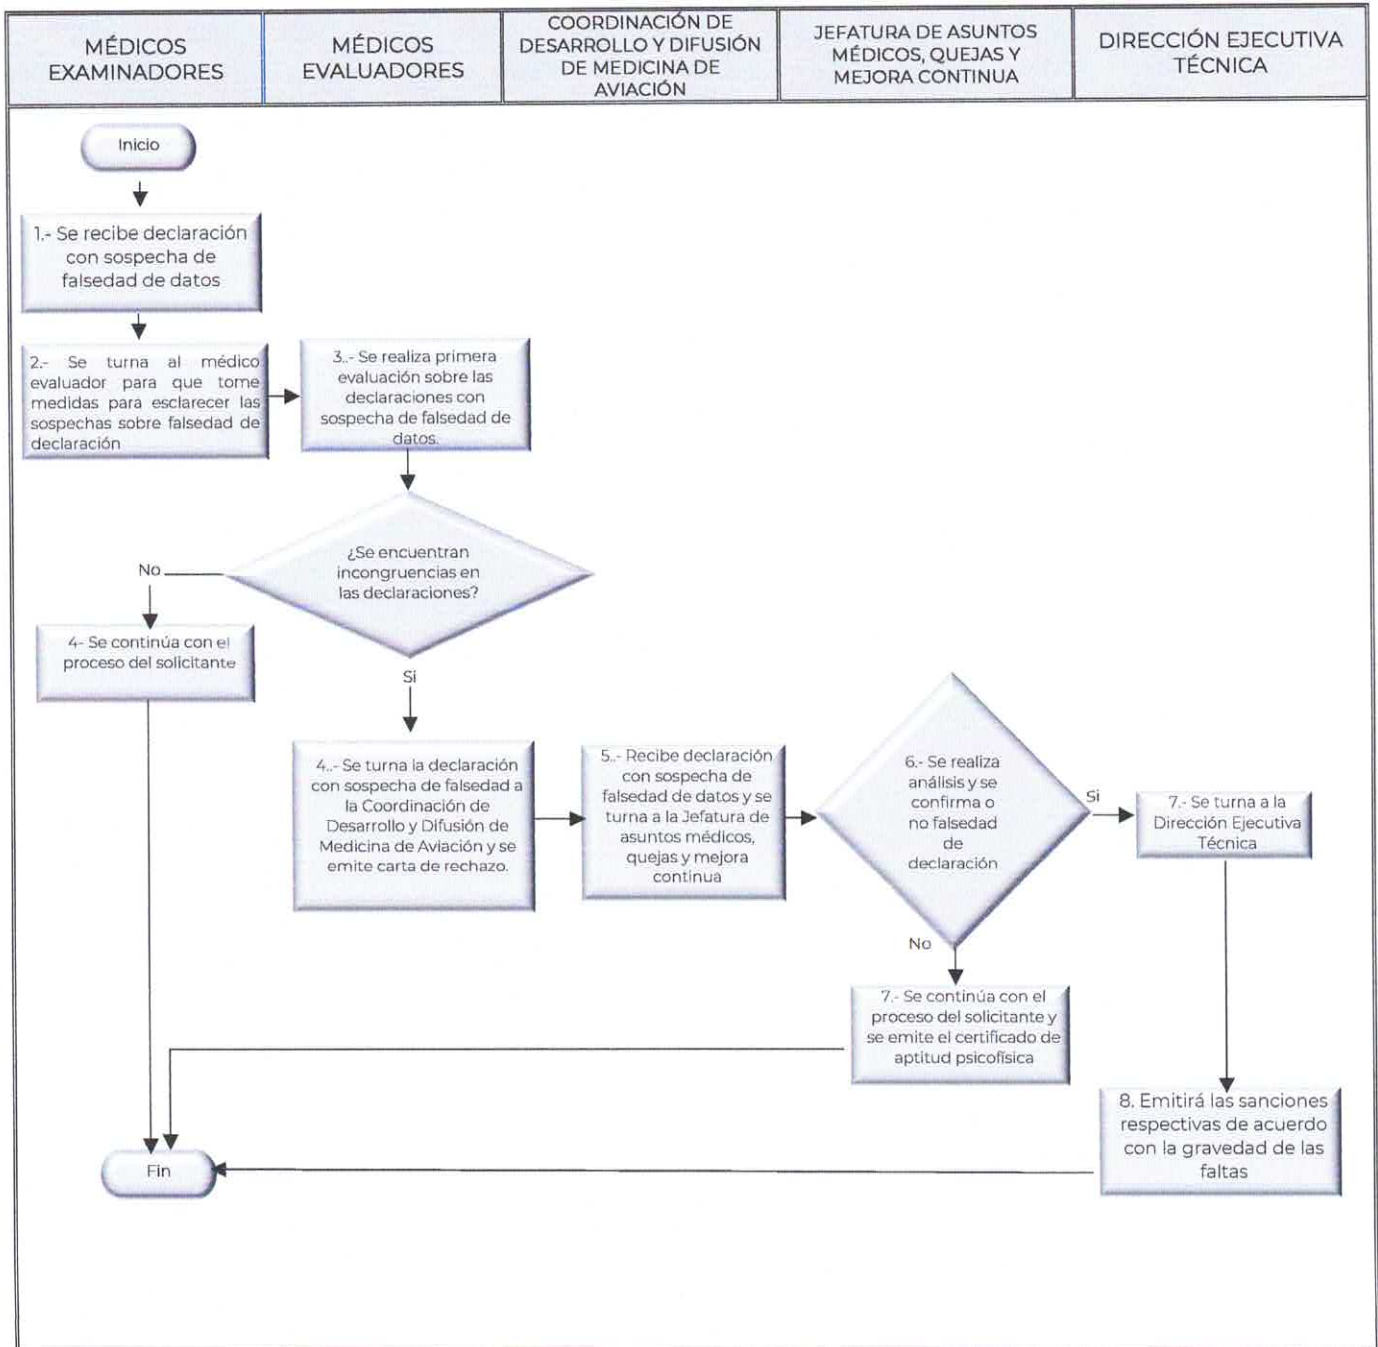 MÉDICOS
EXAMINADORES
MÉDICOS
EVALUADORES
COORDINACIÓN DE
DESARROLLO Y DIFUSIÓN
DE MEDICINA DE
AVIACIÓN
JEFATURA DE ASUNTOS
MÉDICOS, QUEJAS Y
MEJORA CONTINUA
DIRECCIÓN EJECUTIVA
TÉCNICA
Inicio
1.- Se recibe declaración
con sospecha de
falsedad de datos
2.- Se turna al médico
evaluador para que tome
medidas para esclarecer las
sospechas sobre falsedad de
declaración
3..- Se realiza primera
evaluación sobre las
declaraciones con
sospecha de falsedad de
datos.
¿Se encuentran
incongruencias en
las declaraciones?
No
4- Se continúa con el
proceso del solicitante
Si
4..- Se turna la declaración
con sospecha de falsedad a
la Coordinación de
Desarrollo y Difusión de
Medicina de Aviación y se
emite carta de rechazo.
5..- Recibe declaración
con sospecha de
falsedad de datos y se
turna a la Jefatura de
asuntos médicos,
quejas y mejora
continua
6.- Se realiza
análisis y se
confirma o
no falsedad
de
declaración
Si
7.- Se turna a la
Dirección Ejecutiva
Técnica
No
7.- Se continúa con el
proceso del solicitante y
se emite el certificado de
aptitud psicofísica
8. Emitirá las sanciones
respectivas de acuerdo
con la gravedad de las
faltas
Fin